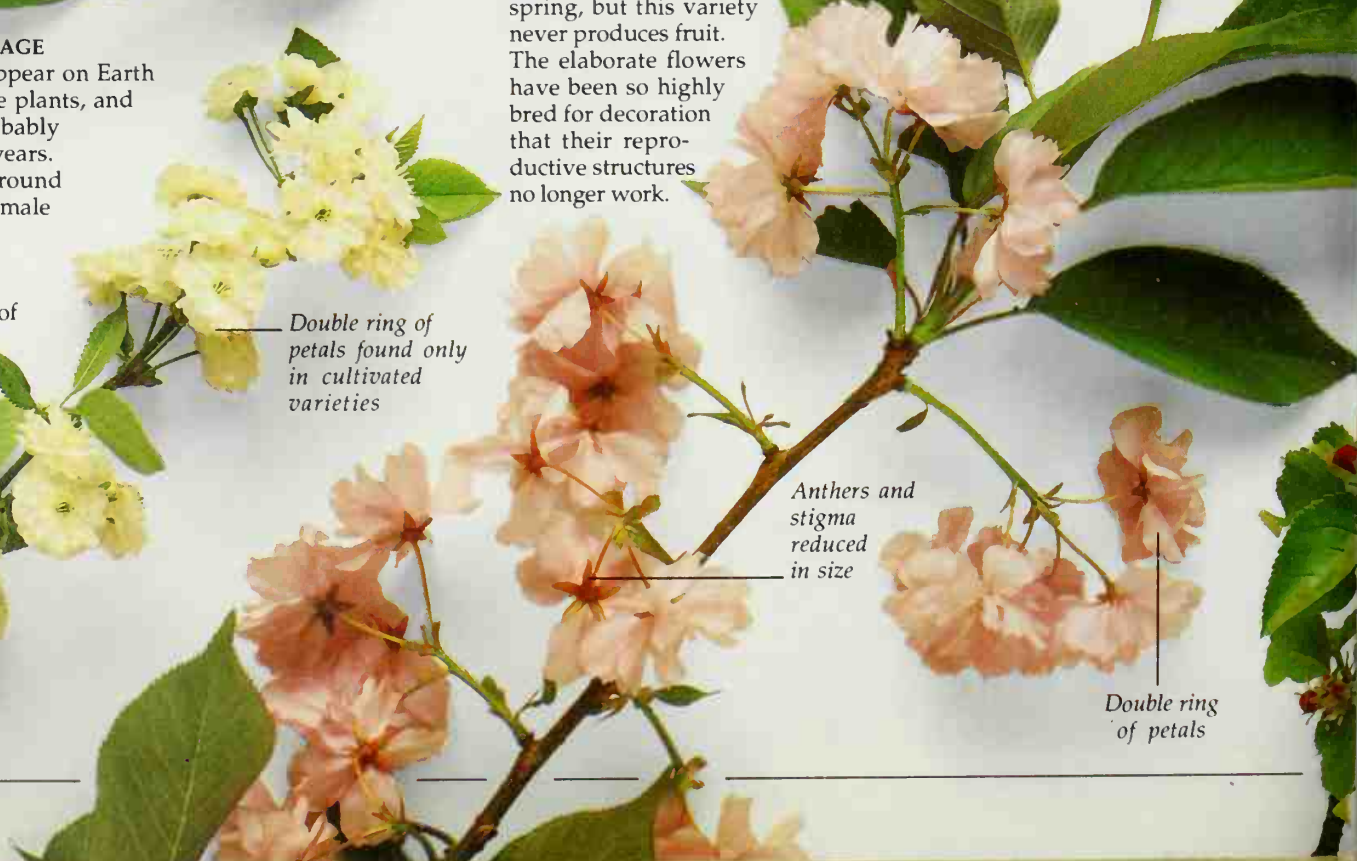 AGE
ppear on Earth
e plants, and
bably
years.
round
male
of
spring, but this variety
never produces fruit.
The elaborate flowers
have been so highly
bred for decoration
that their repro-
ductive structures
no longer work.
Double ring of
petals found only
in cultivated
varieties
Anthers and
stigma
reduced
in size
Double ring
of petals